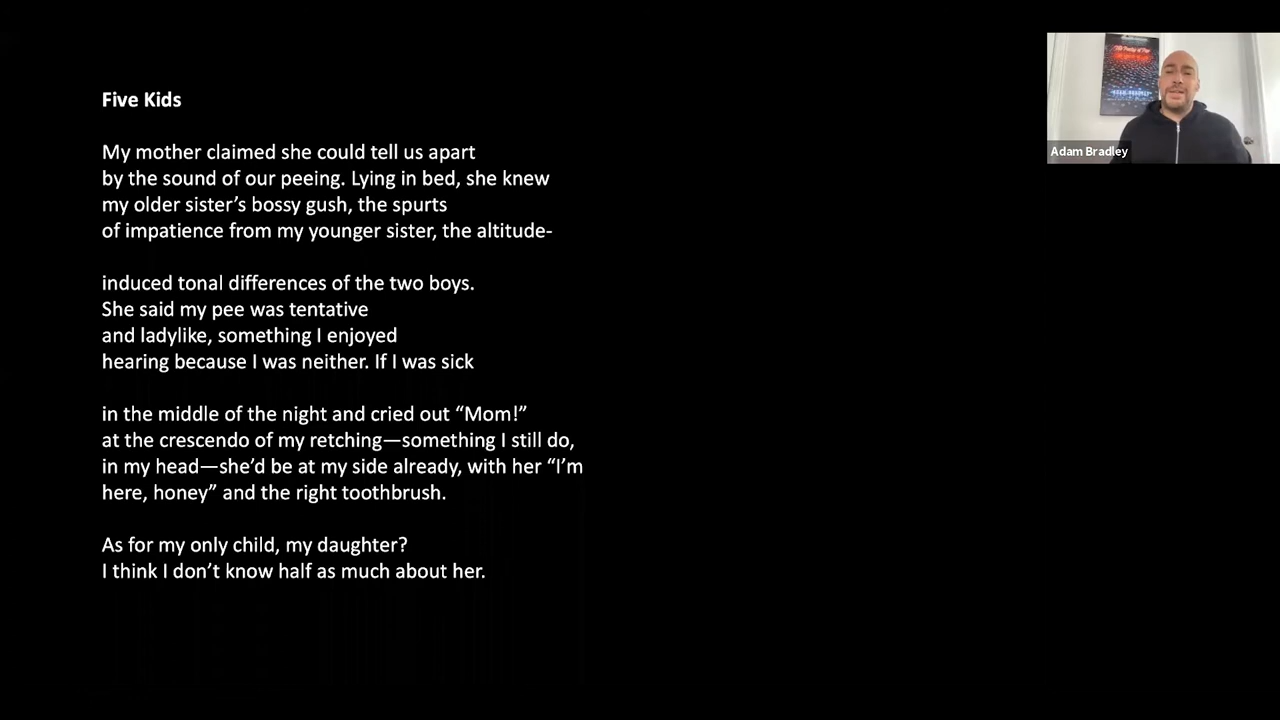 Five Kids
My mother claimed she could tell us apart
by the sound of our peeing. Lying in bed, she knew
my older sister’s bossy gush, the spurts
of impatience from my younger sister, the altitude-
induced tonal differences of the two boys.
She said my pee was tentative
and ladylike, something I enjoyed
hearing because I was neither. If I was sick
in the middle of the night and cried out “Mom!”
at the crescendo of my retching—something I still do,
in my head—she’d be at my side already, with her “I’m
here, honey” and the right toothbrush.
As for my only child, my daughter?
I think I don’t know half as much about her.
Adam Bradley